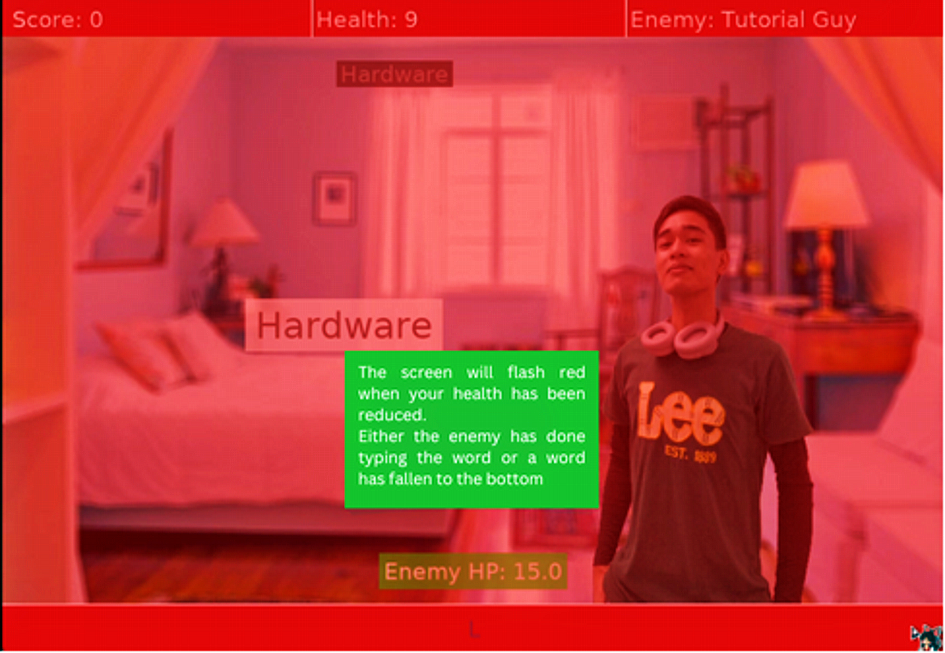 Score: 0
Health: 9
Enemy: Tutorial Guy
Hardware
Hardware
The screen will flash red
when your health has been
reduced.
Either the enemy has done
typing the word or a word
has fallen to the bottom
Lee
EST. 1889
Enemy HP: 15.0
L